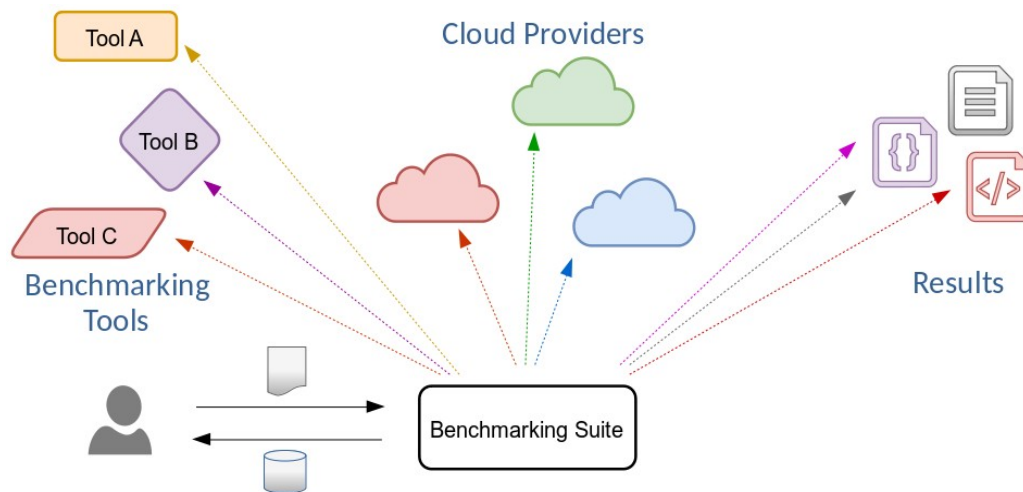 Tool A
Cloud Providers
Tool B
{}
</>
Tool C
Benchmarking
Tools
Results
Benchmarking Suite